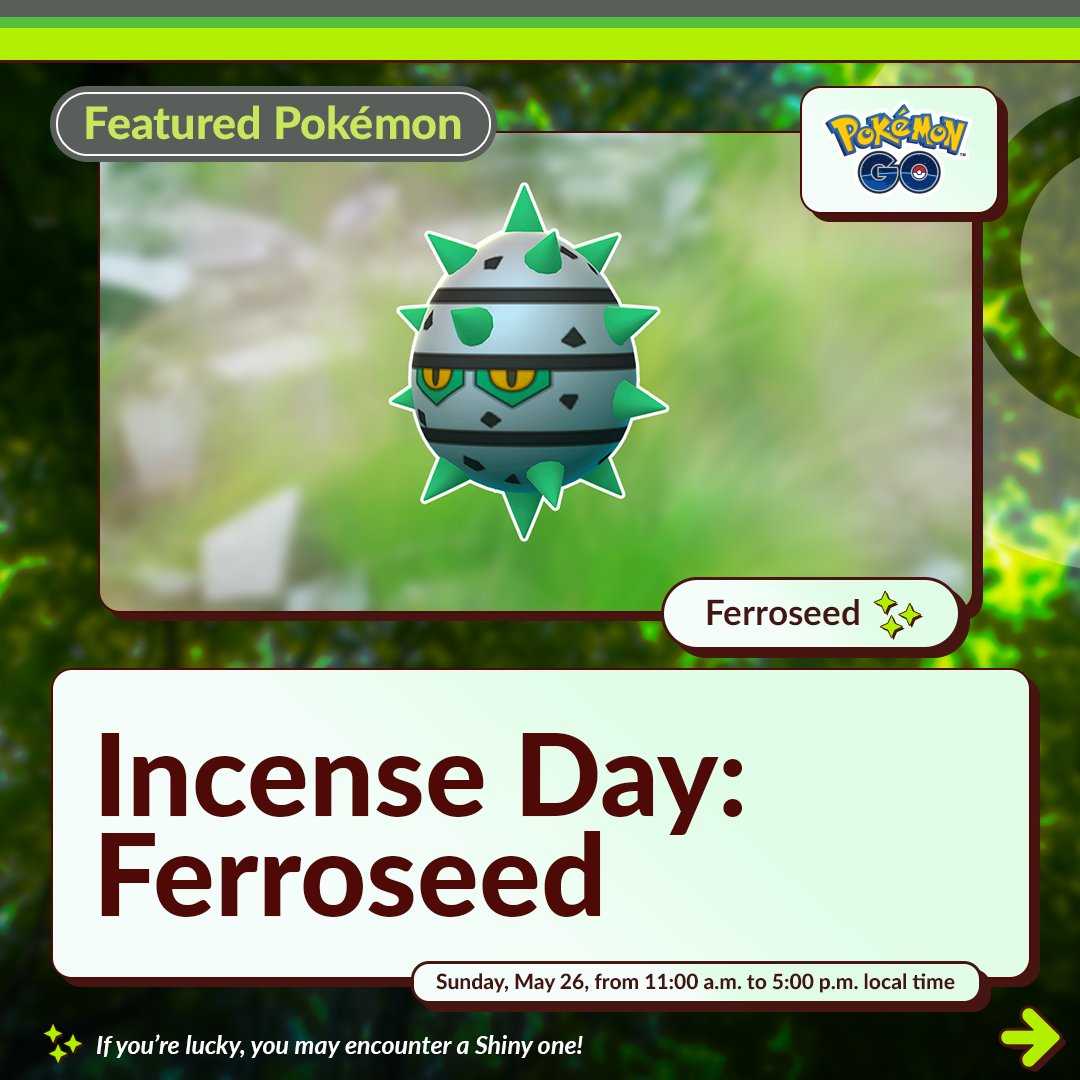 Featured Pokémon
POKÉMON
GO
Ferroseed
Incense Day:
Ferroseed
Sunday, May 26, from 11:00 a.m. to 5:00 p.m. local time
If you're lucky, you may encounter a Shiny one!